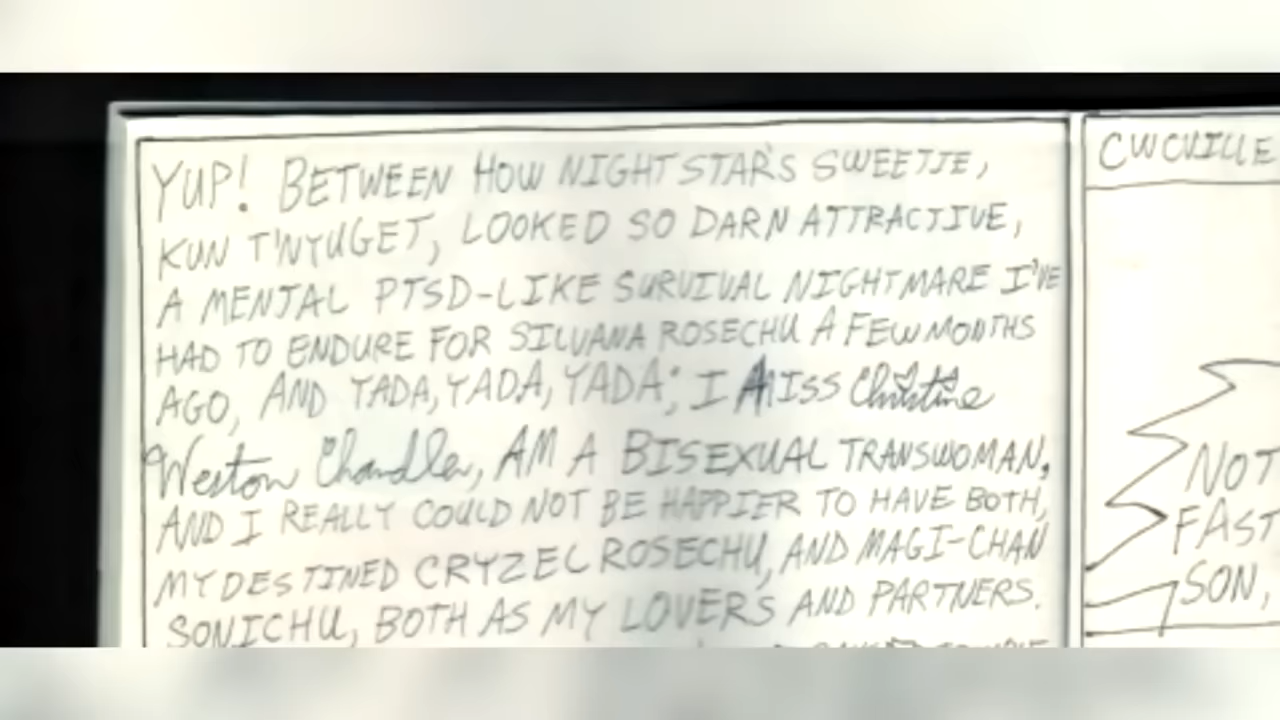 YUP! BETWEEN HOW NIGHTSTAR'S SWEETIE,
KUN T'NYUGET, LOOKED SO DARN ATTRACTIVE,
A MENTAL PTSD-LIKE SURVIVAL NIGHTMARE I'VE
HAD TO ENDURE FOR SILVANA ROSECHU A FEW MONTHS
AGO, AND YADA, YADA, YADA; I MISS Christine
Weston Chandler, AM A BISEXUAL TRANSWOMAN,
AND I REALLY COULD NOT BE HAPPIER TO HAVE BOTH,
MY DESTINED CRYZEL ROSECHU, AND MAGI-CHAN
SONICHU, BOTH AS MY LOVERS AND PARTNERS.
CWCVILLE
NOT
FAST
SON,